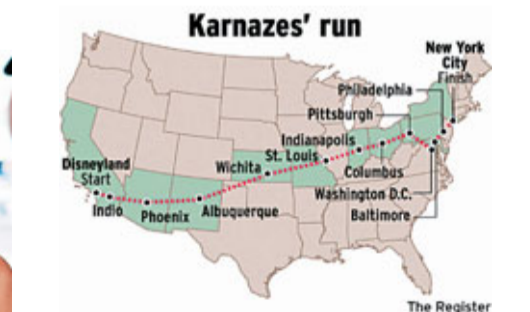 Karnazes' run
New York
City
Finish
Philadelphia
Pittsburgh
Indianapolis
St. Louis
Wichita
Columbus
Disneyland
Start
Washington D.C.
Indio
Phoenix
Albuquerque
Baltimore
The Register